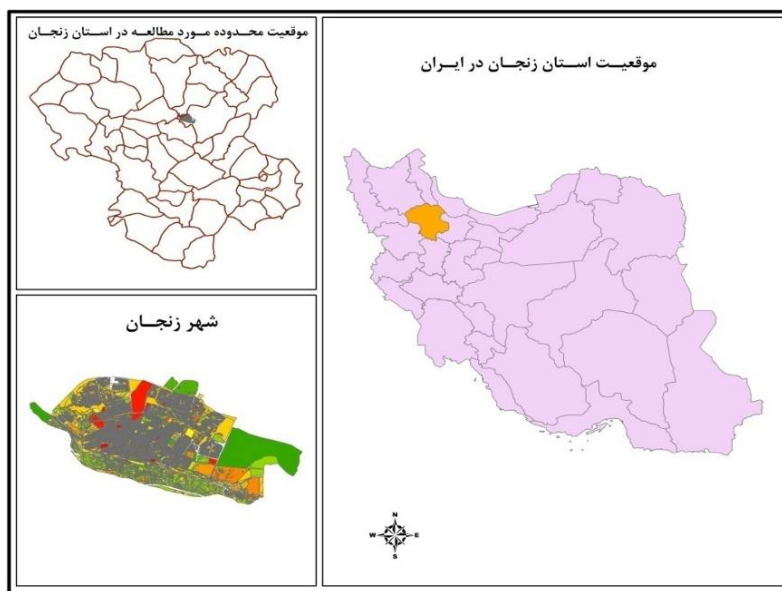 موقعیت محدوده مورد مطالعه در استان زنجان
موقعیت استان زنجان در ایران
شهر زنجان
N
W E
S